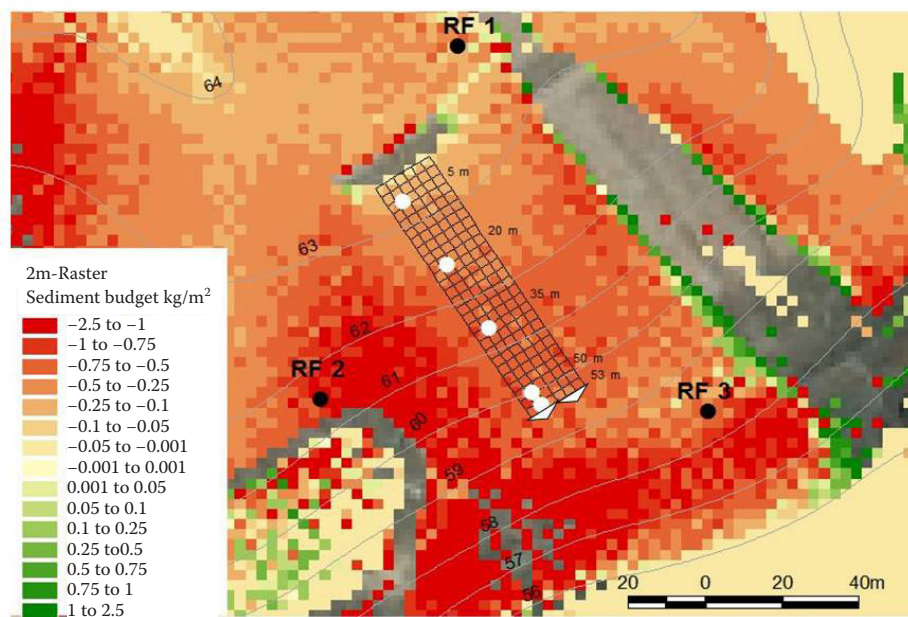 RF 1
64
5 m
20 m
63
35 m
62
50 m
53 m
61
RF 2
RF 3
60
59
58
57
56
2m-Raster
Sediment budget kg/m²
−2.5 to −1
−1 to −0.75
−0.75 to −0.5
−0.5 to −0.25
−0.25 to −0.1
−0.1 to −0.05
−0.05 to −0.001
−0.001 to 0.001
0.001 to 0.05
0.05 to 0.1
0.1 to 0.25
0.25 to0.5
0.5 to 0.75
0.75 to 1
1 to 2.5
20 0 20 40m